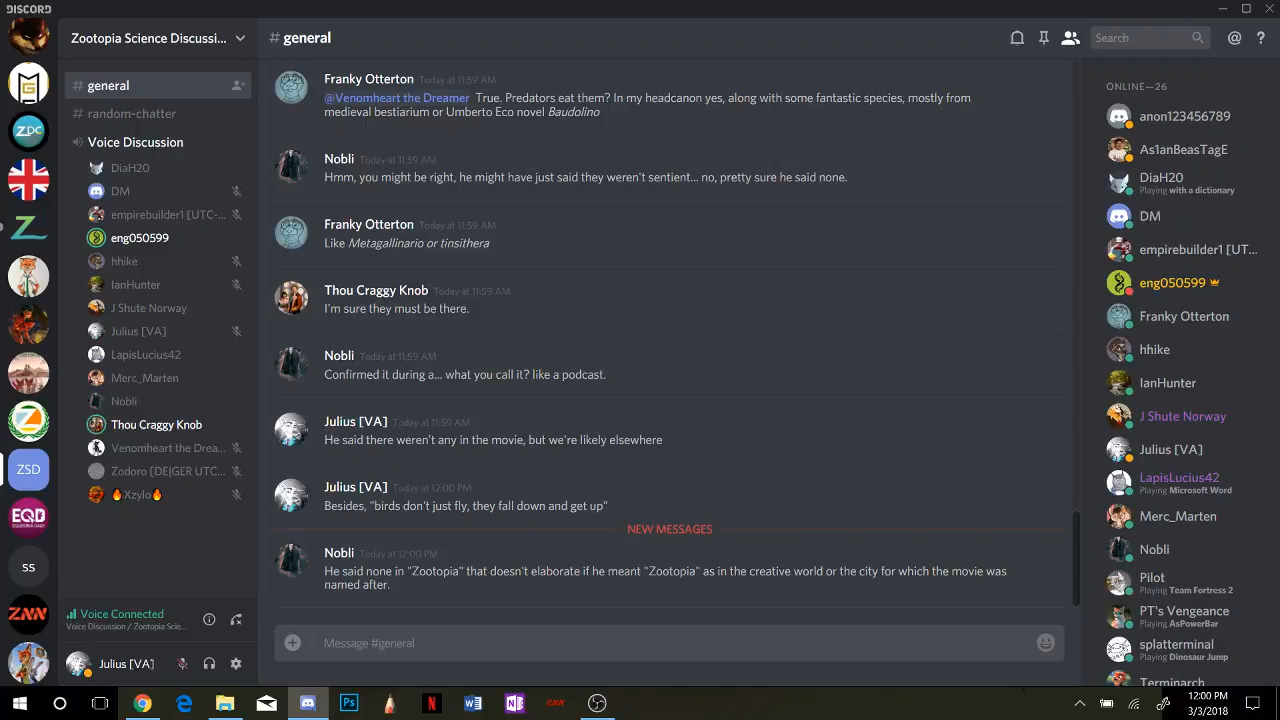 DISCORD
Zootopia Science Discussi...
# general
Search
# general
# random-chatter
Voice Discussion
DiaH20
DM
empirebuilder1 [UTC-...
eng050599
hhike
IanHunter
J Shute Norway
Julius [VA]
LapisLucius42
Merc_Marten
Nobli
Thou Craggy Knob
Venomheart the Drea...
Zodoro [DE|GER UTC...
🔥Xzylo🔥
ZDC
ZSD
EQD
ss
ZNN
Voice Connected
Voice Discussion / Zootopia Scie...
Julius [VA]
Franky Otterton Today at 11:59 AM
@Venomheart the Dreamer True. Predators eat them? In my headcanon yes, along with some fantastic species, mostly from
medieval bestiarium or Umberto Eco novel Baudolino
Nobli Today at 11:59 AM
Hmm, you might be right, he might have just said they weren't sentient... no, pretty sure he said none.
Franky Otterton Today at 11:59 AM
Like Metagallinario or tinsithera
Thou Craggy Knob Today at 11:59 AM
I'm sure they must be there.
Nobli Today at 11:59 AM
Confirmed it during a... what you call it? like a podcast.
Julius [VA] Today at 11:59 AM
He said there weren't any in the movie, but we're likely elsewhere
Julius [VA] Today at 12:00 PM
Besides, "birds don't just fly, they fall down and get up"
NEW MESSAGES
Nobli Today at 12:00 PM
He said none in "Zootopia" that doesn't elaborate if he meant "Zootopia" as in the creative world or the city for which the movie was
named after.
Message #general
ONLINE—26
anon123456789
As1anBeasTagE
DiaH20
Playing with a dictionary
DM
empirebuilder1 [UT...
eng050599
Franky Otterton
hhike
IanHunter
J Shute Norway
Julius [VA]
LapisLucius42
Playing Microsoft Word
Merc_Marten
Nobli
Pilot
Playing Team Fortress 2
PT's Vengeance
Playing AsPowerBar
splatterminal
Playing Dinosaur Jump
Terminarch
Ps
N
12:00 PM
3/3/2018